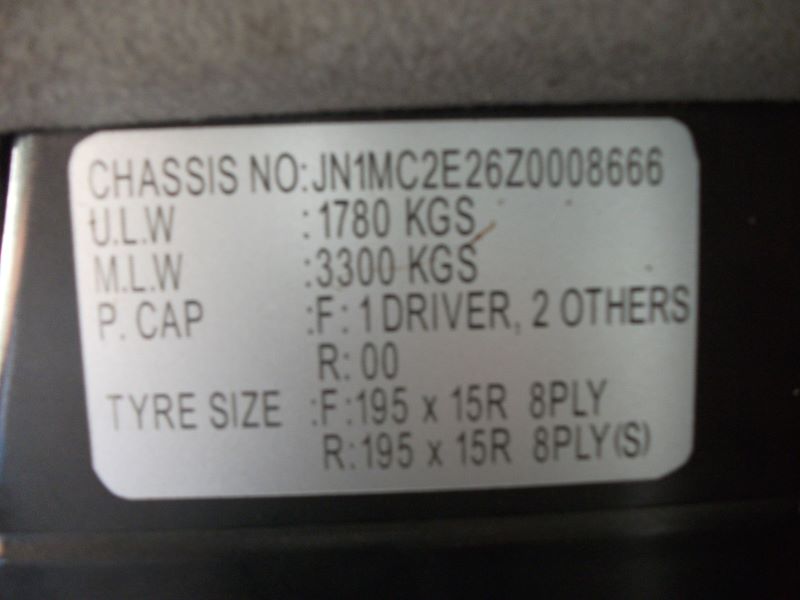 CHASSIS NO:JN1MC2E26Z0008666
U.L.W :1780 KGS
M.L.W :3300 KGS
P. CAP :F: 1 DRIVER, 2 OTHERS
R: 00
TYRE SIZE :F:195 x 15R 8PLY
R:195 x 15R 8PLY(S)